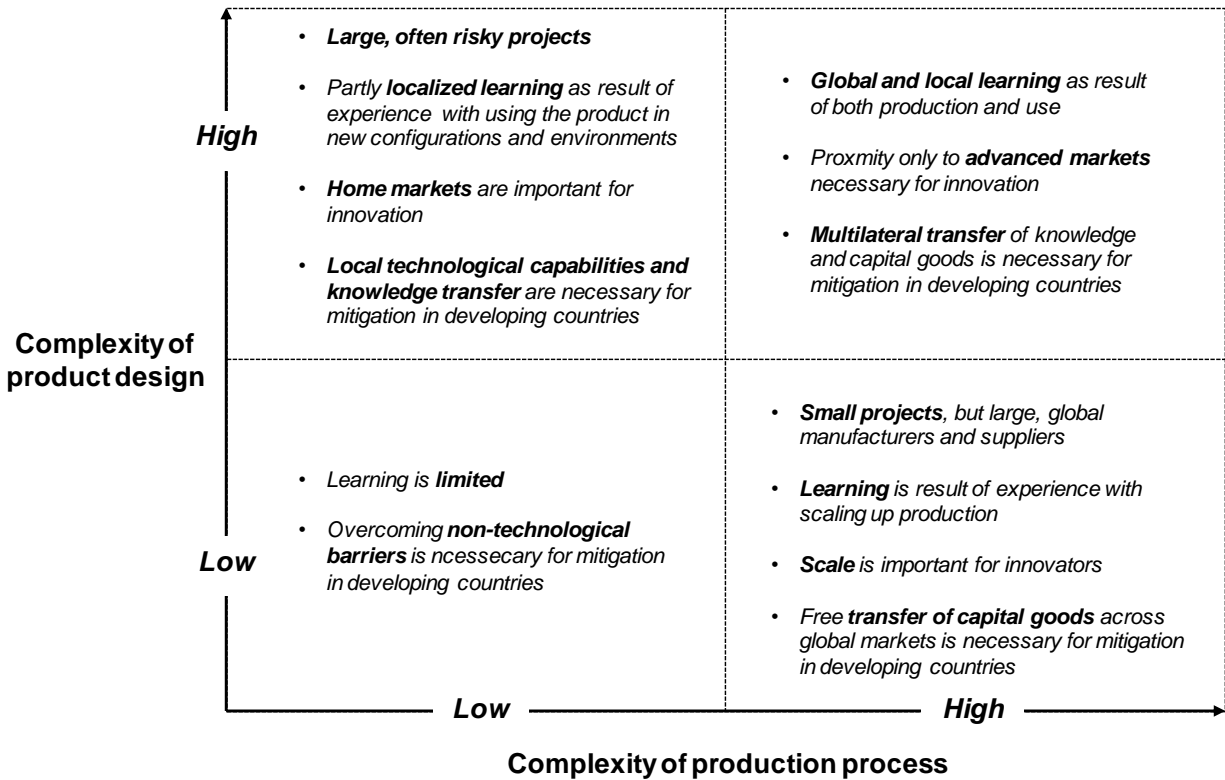 • Large, often risky projects
• Partly localized learning as result of
experience with using the product in
new configurations and environments
• Home markets are important for
innovation
• Local technological capabilities and
knowledge transfer are necessary for
mitigation in developing countries
• Global and local learning as result
of both production and use
• Proxmity only to advanced markets
necessary for innovation
• Multilateral transfer of knowledge
and capital goods is necessary for
mitigation in developing countries
High
Complexity of
product design
• Learning is limited
• Overcoming non-technological
barriers is ncessecary for mitigation
in developing countries
• Small projects, but large, global
manufacturers and suppliers
• Learning is result of experience with
scaling up production
• Scale is important for innovators
• Free transfer of capital goods across
global markets is necessary for mitigation
in developing countries
Low
Low
High
Complexity of production process